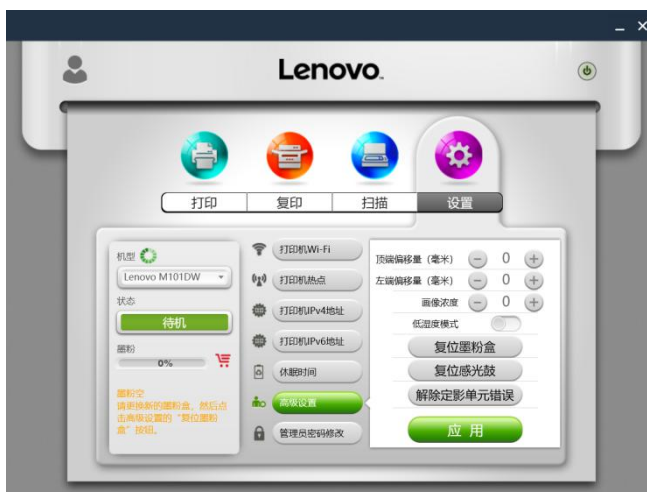 Lenovo
打印
复印
扫描
设置
机型
Lenovo M101DW
状态
待机
墨粉
0%
墨粉空
请更换新的墨粉盒，然后点
击高级设置的“复位墨粉
盒”按钮。
打印机Wi-Fi
打印机热点
打印机IPv4地址
打印机IPv6地址
休眠时间
高级设置
管理员密码修改
顶端偏移量（毫米） - 0 +
左端偏移量（毫米） - 0 +
画像浓度 - 0 +
低湿度模式
复位墨粉盒
复位感光鼓
解除定影单元错误
应 用